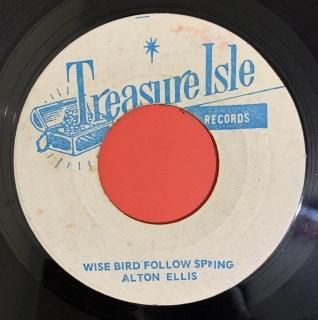 Treasure Isle
RECORDS
WISE BIRD FOLLOW SPRING
ALTON ELLIS